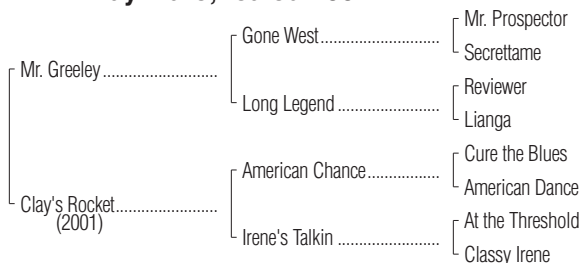 Mr. Prospector
Gone West
Secrettame
Mr. Greeley
Reviewer
Long Legend
Lianga
Cure the Blues
American Chance
American Dance
Clay's Rocket
(2001)
At the Threshold
Irene's Talkin
Classy Irene